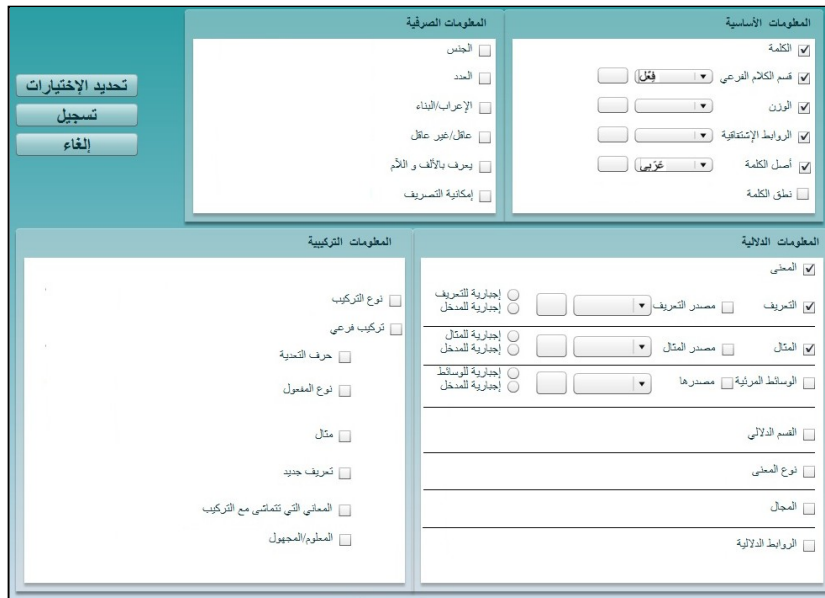 المعلومات الأساسية
الكلمة
قسم الكلام الفرعي فِعْل
الوزن
الروابط الإشتقاقية
أصل الكلمة عَرَبي
نطق الكلمة
المعلومات الصرفية
الجنس
العدد
الإعراب/البناء
عاقل/غير عاقل
يعرف بالألف و اللأم
إمكانية التصريف
تحديد الإختيارات
تسجيل
إلغاء
المعلومات الدلالية
المعنى
التعريف مصدر التعريف إجبارية للتعريف
إجبارية للمدخل
المثال مصدر المثال إجبارية للمثال
إجبارية للمدخل
الوسائط المرئية مصدرها إجبارية للوسائط
إجبارية للمدخل
القسم الدلالي
نوع المعنى
المجال
الروابط الدلالية
المعلومات التركيبية
نوع التركيب
تركيب فرعي
حرف التعدية
نوع المفعول
مثال
تعريف جديد
المعاني التي تتماشى مع التركيب
المعلوم/المجهول